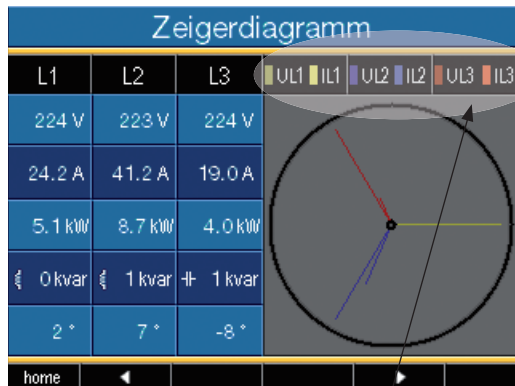 Zeigerdiagramm
L1 L2 L3 UL1 IL1 UL2 IL2 UL3 IL3
224 V 223 V 224 V
24.2 A 41.2 A 19.0 A
5.1 kW 8.7 kW 4.0 kW
0 kvar 1 kvar 1 kvar
2 ° 7 ° -8 °
home